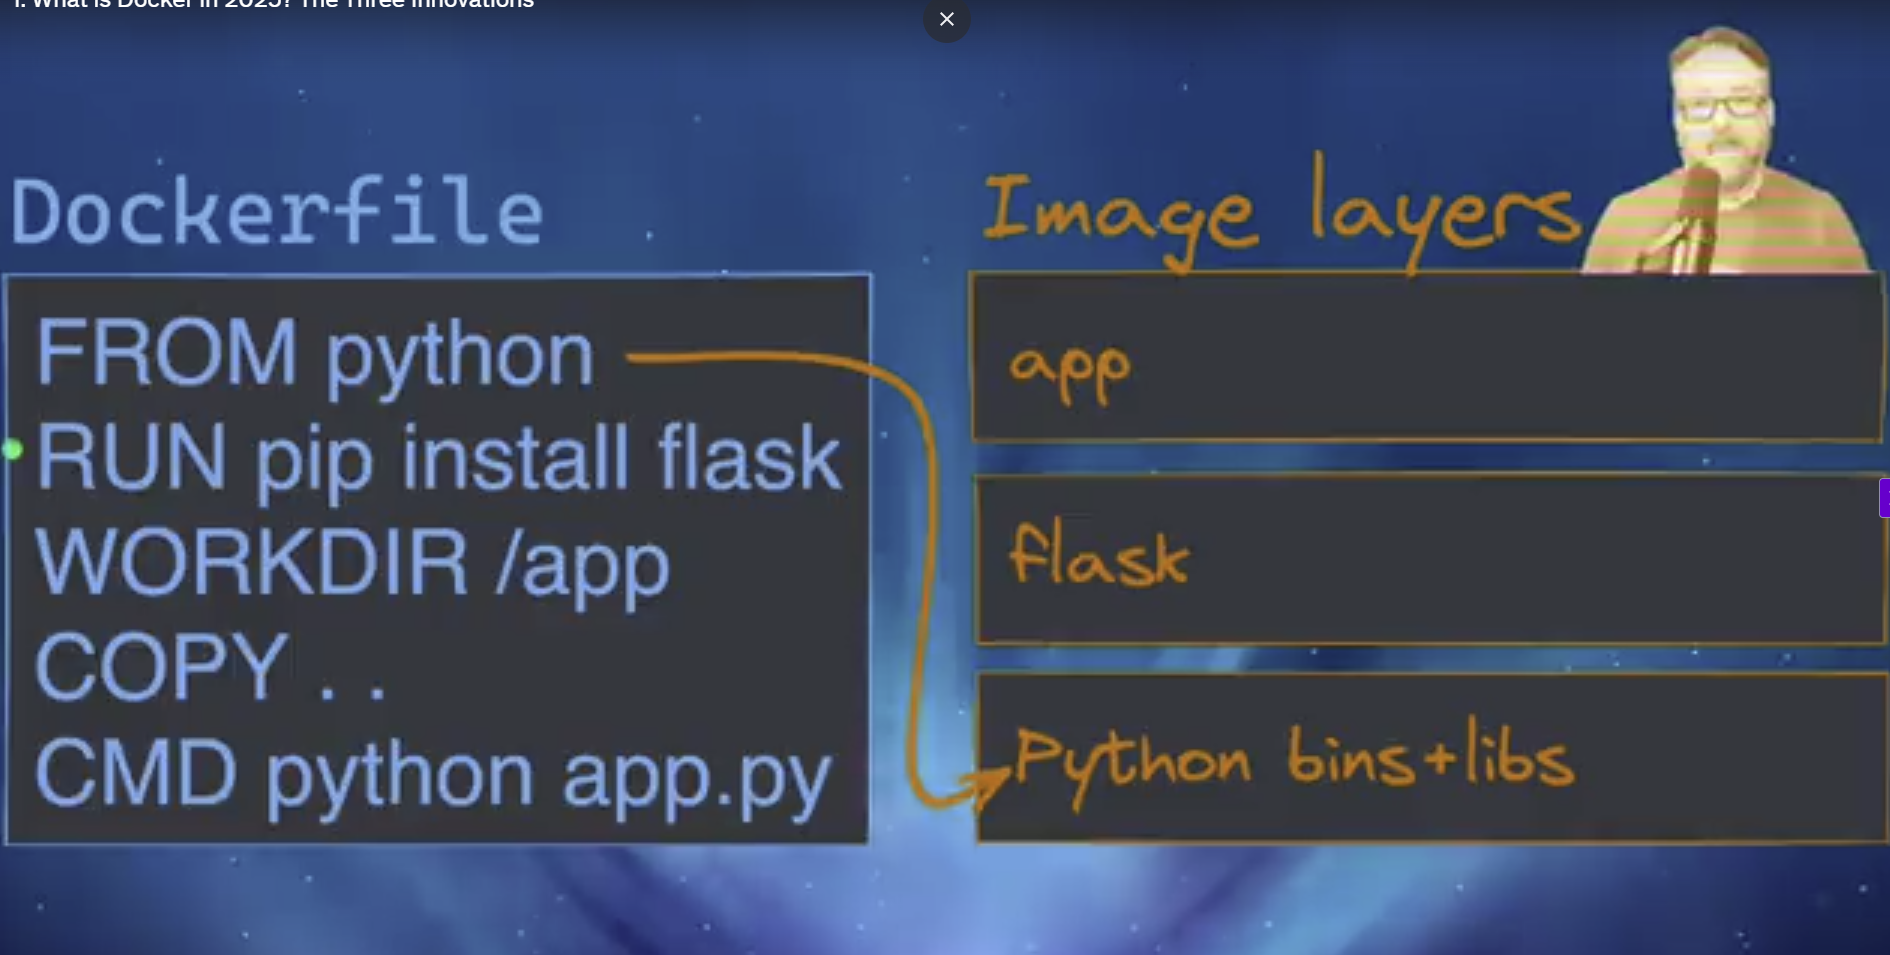 1. What is Docker in 2025? The Three Innovations
Dockerfile
FROM python
RUN pip install flask
WORKDIR /app
COPY . .
CMD python app.py
Image layers
app
flask
Python bins+libs